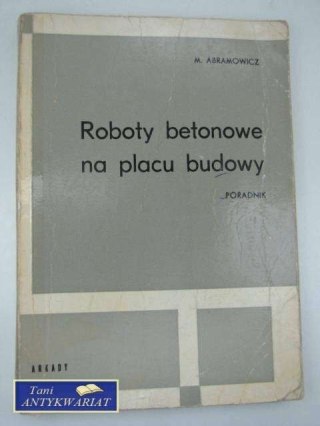 M. ABRAMOWICZ
Roboty betonowe
na placu budowy
PORADNIK
ARKADY
Tani
ANTYKWARIAT